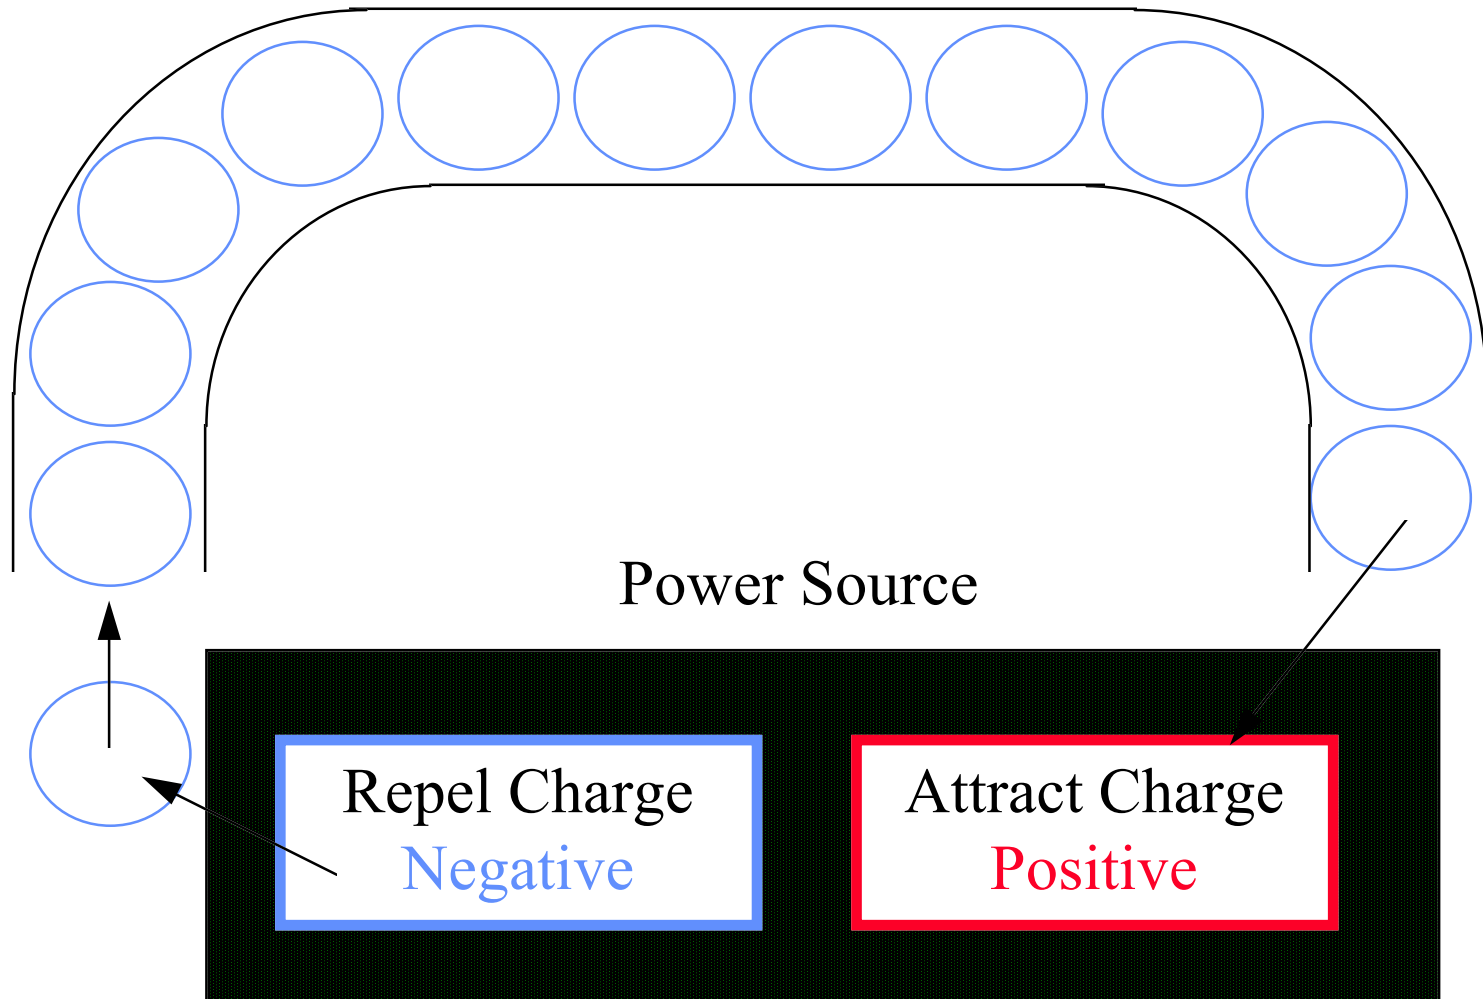 Power Source
Repel Charge
Negative
Attract Charge
Positive